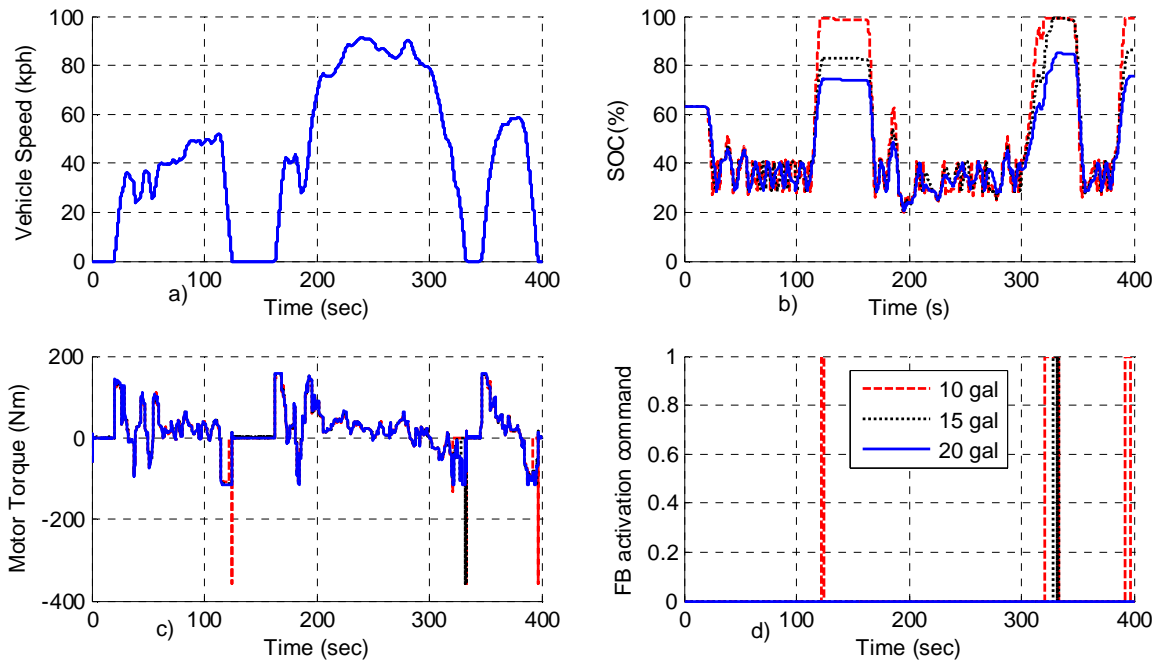 100
80
60
40
20
0
Vehicle Speed (kph)
0 100 200 300 400
a)
Time (sec)
100
80
60
40
20
0
SOC(%)
0 100 200 300 400
b)
Time (s)
200
0
-200
-400
Motor Torque (Nm)
0 100 200 300 400
c)
Time (sec)
1
0.8
0.6
0.4
0.2
0
FB activation command
10 gal
15 gal
20 gal
0 100 200 300 400
d)
Time (sec)